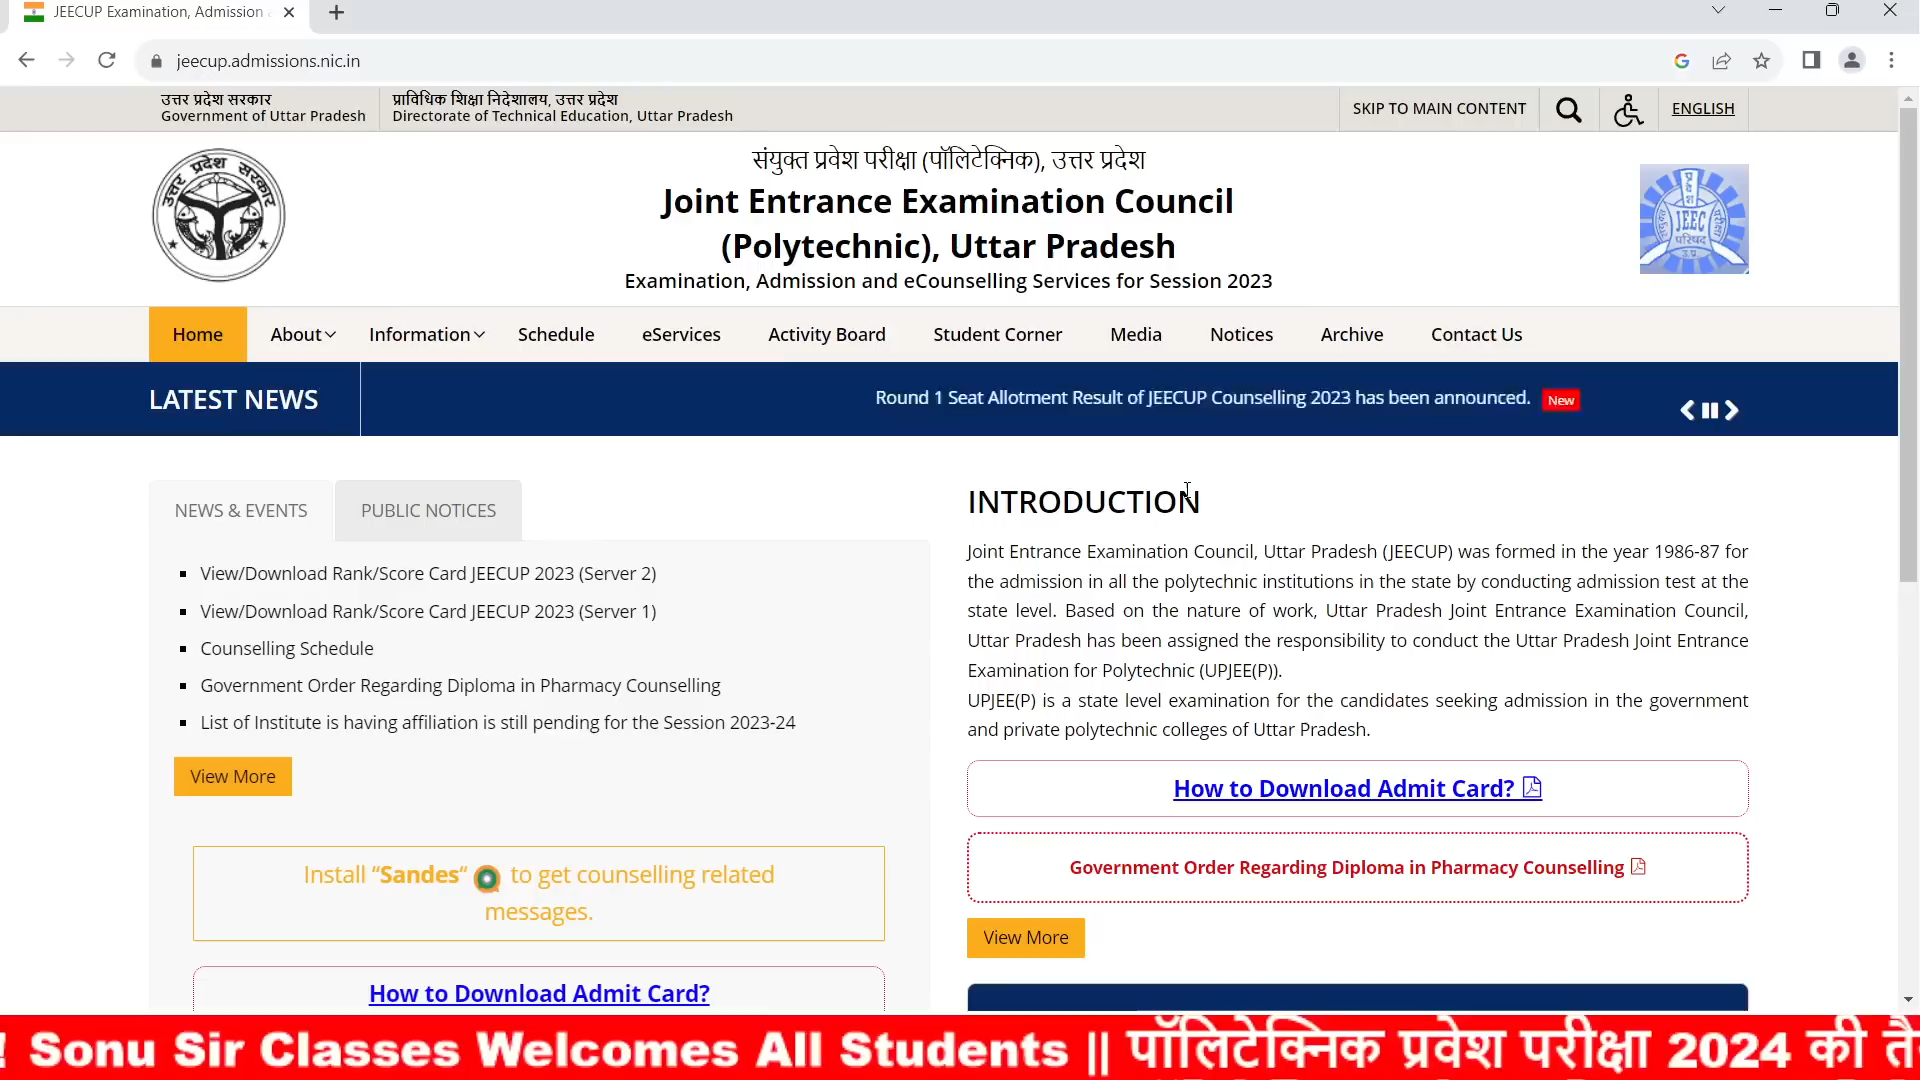 JEECUP Examination, Admission
jeecup.admissions.nic.in
उत्तर प्रदेश सरकार
Government of Uttar Pradesh
प्राविधिक शिक्षा निदेशालय, उत्तर प्रदेश
Directorate of Technical Education, Uttar Pradesh
SKIP TO MAIN CONTENT
ENGLISH
उत्तर प्रदेश सरकार
संयुक्त प्रवेश परीक्षा (पॉलिटेक्निक), उत्तर प्रदेश
Joint Entrance Examination Council
(Polytechnic), Uttar Pradesh
Examination, Admission and eCounselling Services for Session 2023
JEEC
परिषद
Home
About
Information
Schedule
eServices
Activity Board
Student Corner
Media
Notices
Archive
Contact Us
LATEST NEWS
Round 1 Seat Allotment Result of JEECUP Counselling 2023 has been announced.
New
NEWS & EVENTS
PUBLIC NOTICES
View/Download Rank/Score Card JEECUP 2023 (Server 2)
View/Download Rank/Score Card JEECUP 2023 (Server 1)
Counselling Schedule
Government Order Regarding Diploma in Pharmacy Counselling
List of Institute is having affiliation is still pending for the Session 2023-24
View More
Install “Sandes“ to get counselling related
messages.
How to Download Admit Card?
INTRODUCTION
Joint Entrance Examination Council, Uttar Pradesh (JEECUP) was formed in the year 1986-87 for
the admission in all the polytechnic institutions in the state by conducting admission test at the
state level. Based on the nature of work, Uttar Pradesh Joint Entrance Examination Council,
Uttar Pradesh has been assigned the responsibility to conduct the Uttar Pradesh Joint Entrance
Examination for Polytechnic (UPJEE(P)).
UPJEE(P) is a state level examination for the candidates seeking admission in the government
and private polytechnic colleges of Uttar Pradesh.
How to Download Admit Card?
Government Order Regarding Diploma in Pharmacy Counselling
View More
! Sonu Sir Classes Welcomes All Students || पॉलिटेक्निक प्रवेश परीक्षा 2024 की